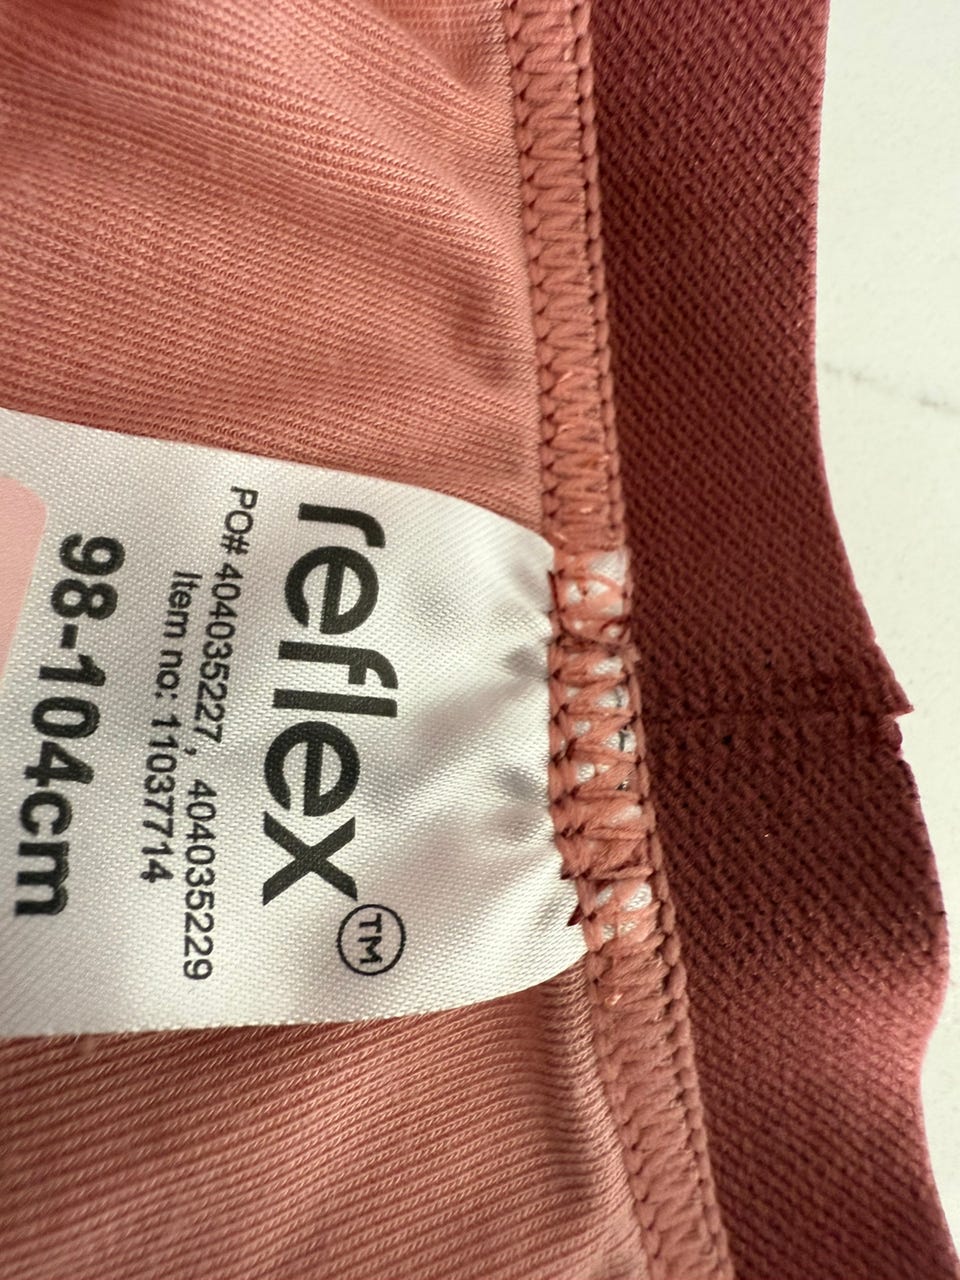 reflex™
PO# 404035227, 404035229
Item no: 11037714
98-104cm